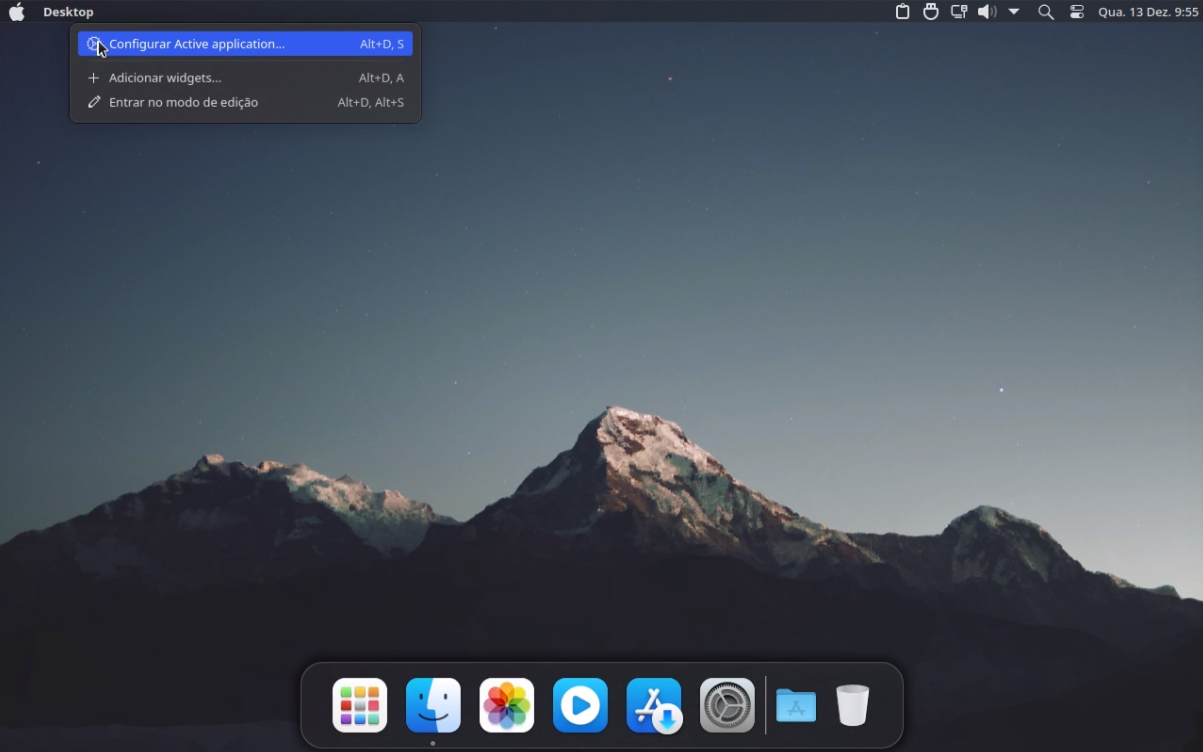 Desktop
Qua. 13 Dez. 9:55
Configurar Active application... Alt+D, S
Adicionar widgets... Alt+D, A
Entrar no modo de edição Alt+D, Alt+S